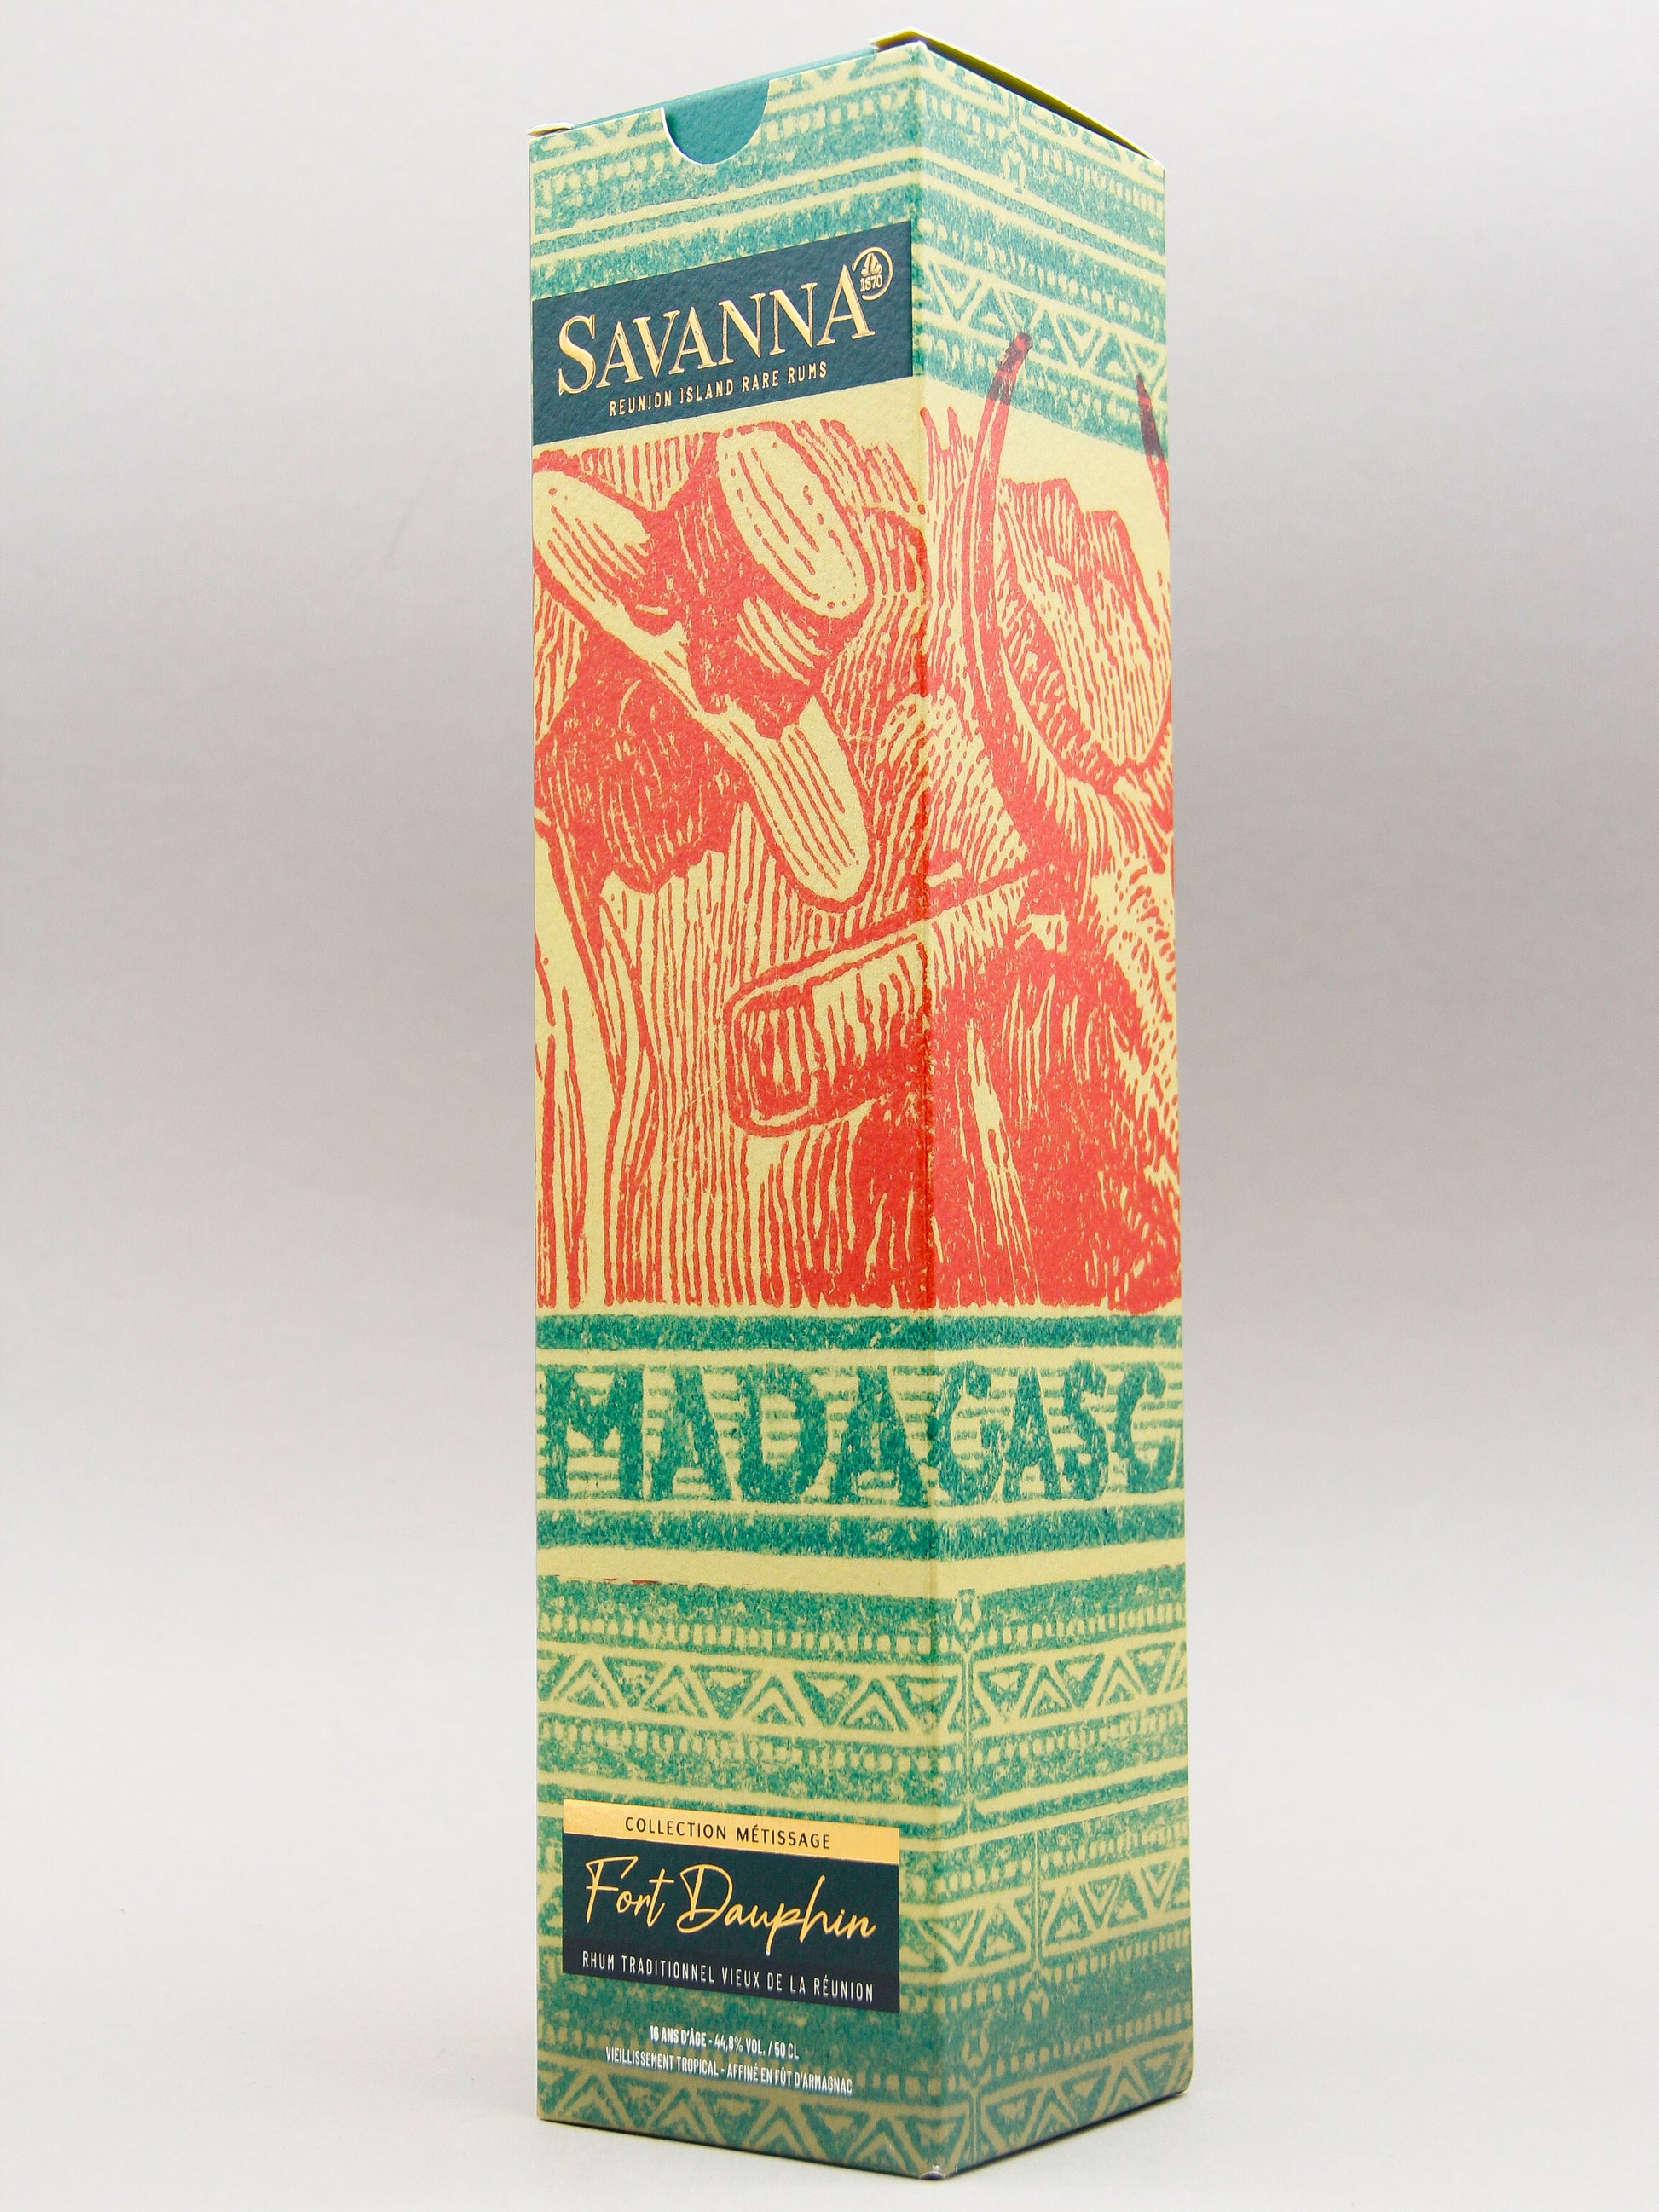 SAVANNA
1870
REUNION ISLAND RARE RUMS
MADAGASC
COLLECTION MÉTISSAGE
Fort Dauphin
RHUM TRADITIONNEL VIEUX DE LA RÉUNION
16 ANS D'ÂGE - 44,8% VOL. / 50 CL
VIEILLISSEMENT TROPICAL - AFFINÉ EN FÛT D'ARMAGNAC